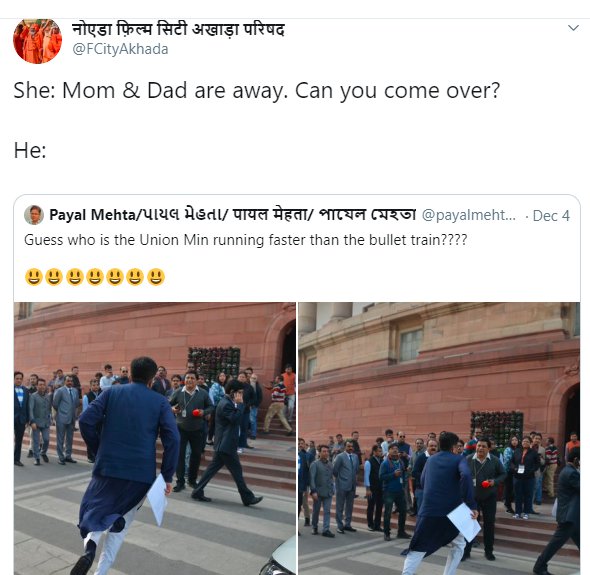 नोएडा फ़िल्म सिटी अखाड़ा परिषद
@FCityAkhada
She: Mom & Dad are away. Can you come over?
He:
Payal Mehta/પાયલ મેહતા/ पायल मेहता/ পাযেল মেহতা @payalmeht... · Dec 4
Guess who is the Union Min running faster than the bullet train????
😃😃😃😃😃😃😃